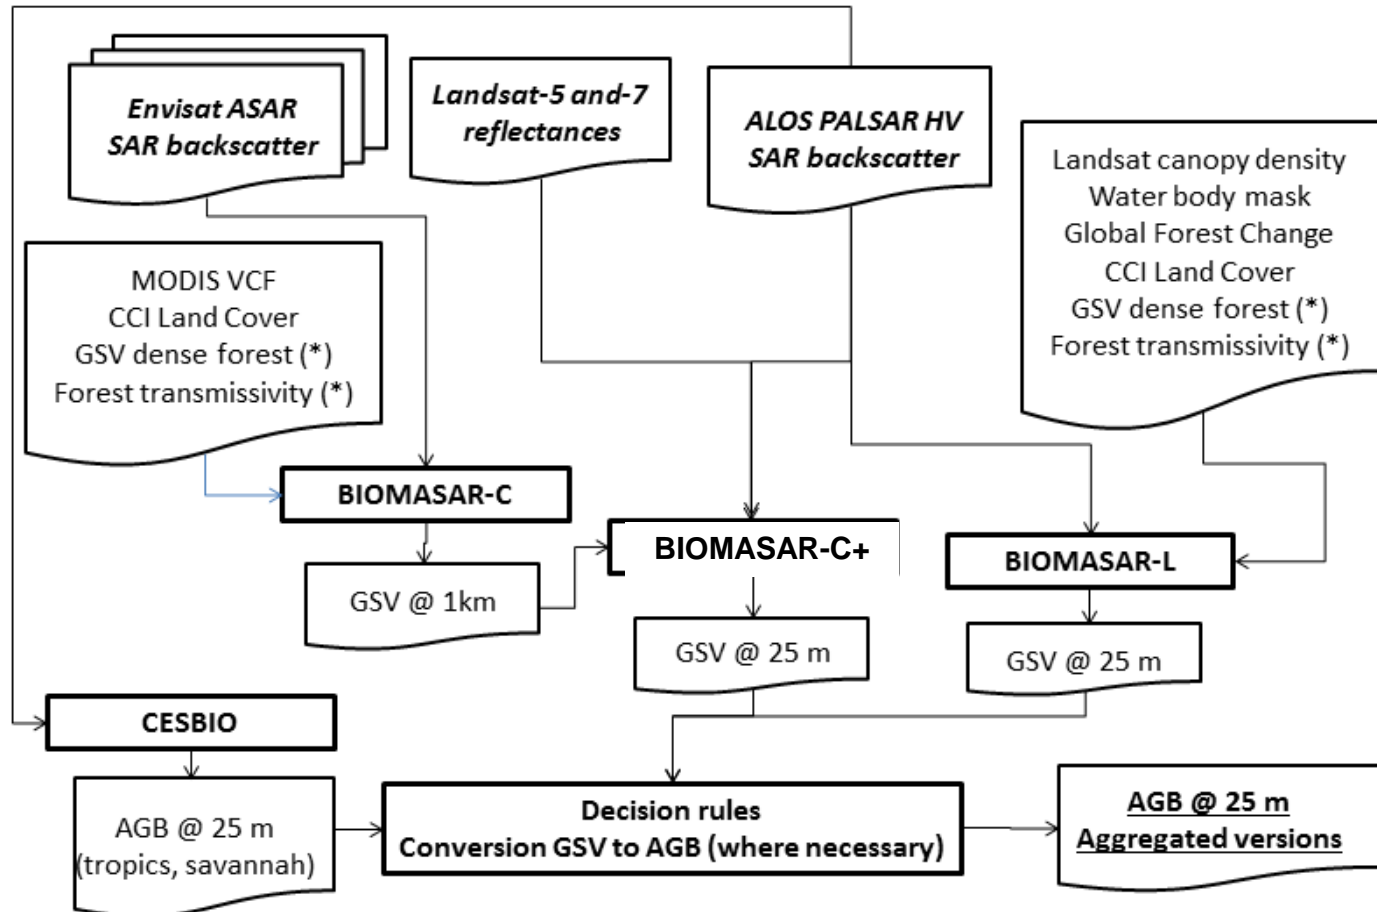 Envisat ASAR
SAR backscatter
Landsat-5 and-7
reflectances
ALOS PALSAR HV
SAR backscatter
Landsat canopy density
Water body mask
Global Forest Change
CCI Land Cover
GSV dense forest (*)
Forest transmissivity (*)
MODIS VCF
CCI Land Cover
GSV dense forest (*)
Forest transmissivity (*)
BIOMASAR-C
BIOMASAR-C+
BIOMASAR-L
GSV @ 1km
GSV @ 25 m
GSV @ 25 m
CESBIO
AGB @ 25 m
(tropics, savannah)
Decision rules
Conversion GSV to AGB (where necessary)
AGB @ 25 m
Aggregated versions